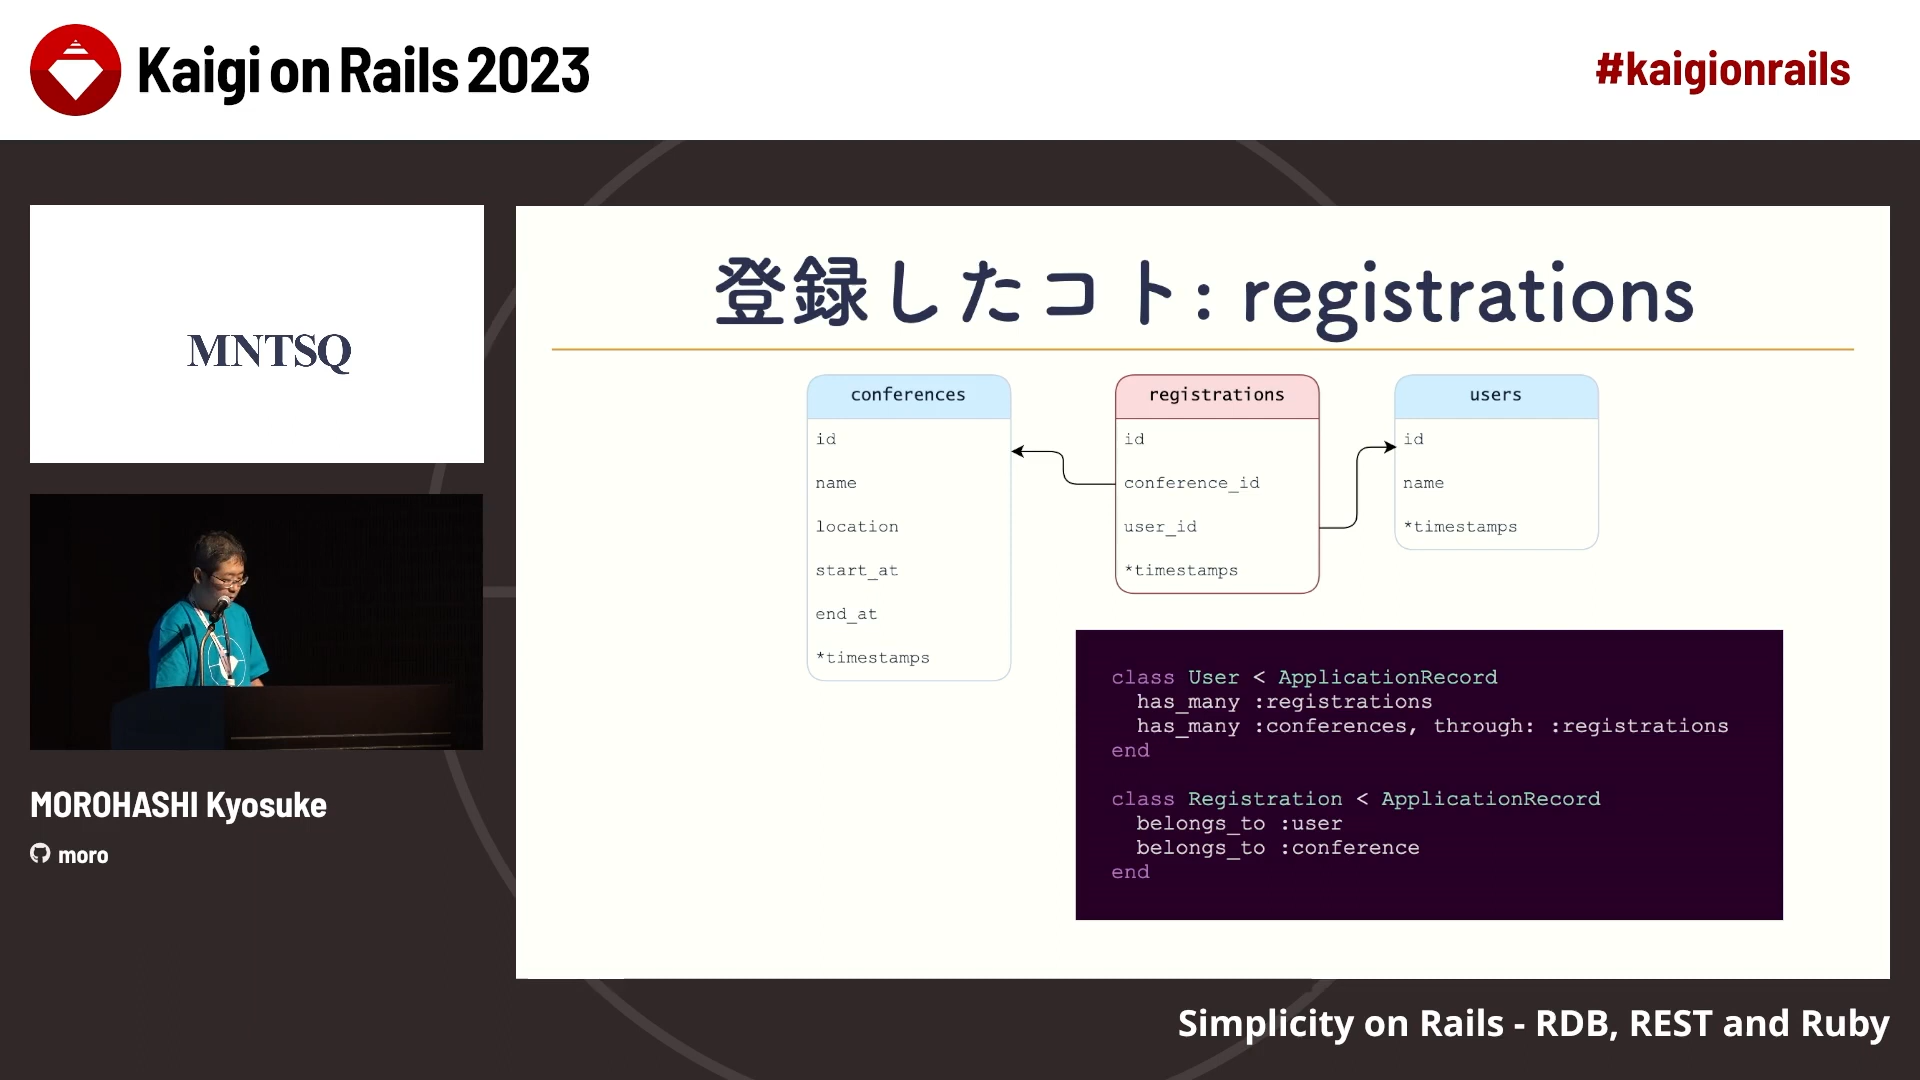 Kaigi on Rails 2023
#kaigionrails
MNTSQ
MOROHASHI Kyosuke
moro
登録したコト: registrations
conferences
id
name
location
start_at
end_at
*timestamps
registrations
id
conference_id
user_id
*timestamps
users
id
name
*timestamps
class User < ApplicationRecord
  has_many :registrations
  has_many :conferences, through: :registrations
end
class Registration < ApplicationRecord
  belongs_to :user
  belongs_to :conference
end
Simplicity on Rails - RDB, REST and Ruby